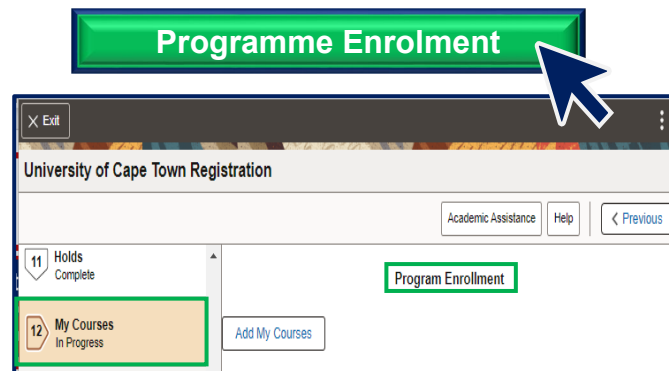 Programme Enrolment
× Exit
University of Cape Town Registration
Academic Assistance
Help
Previous
11 Holds
Complete
Program Enrollment
12 My Courses
In Progress
Add My Courses